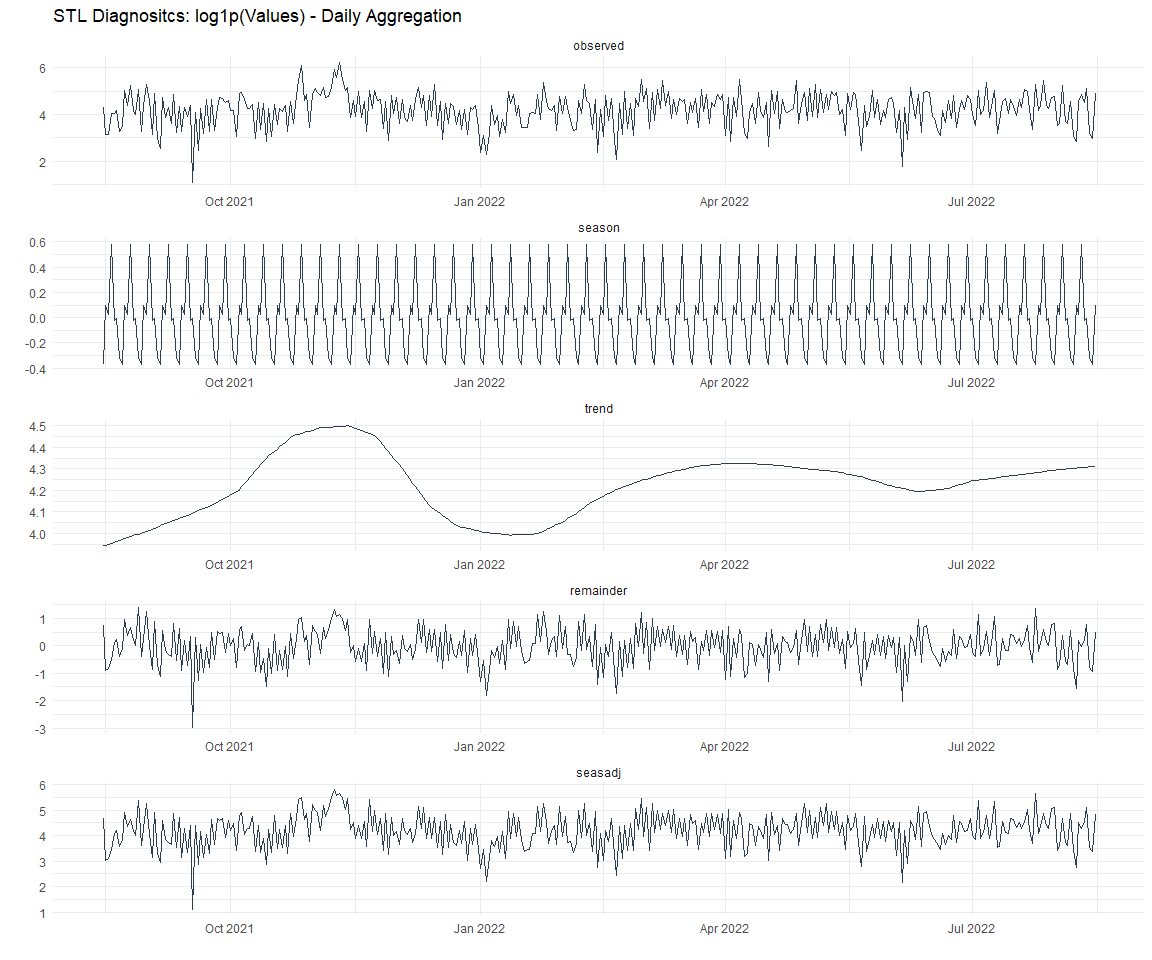 STL Diagnositcs: log1p(Values) - Daily Aggregation
observed
6
4
2
Oct 2021 Jan 2022 Apr 2022 Jul 2022
season
0.6
0.4
0.2
0.0
-0.2
-0.4
Oct 2021 Jan 2022 Apr 2022 Jul 2022
trend
4.5
4.4
4.3
4.2
4.1
4.0
Oct 2021 Jan 2022 Apr 2022 Jul 2022
remainder
1
0
-1
-2
-3
Oct 2021 Jan 2022 Apr 2022 Jul 2022
seasadj
6
5
4
3
2
1
Oct 2021 Jan 2022 Apr 2022 Jul 2022